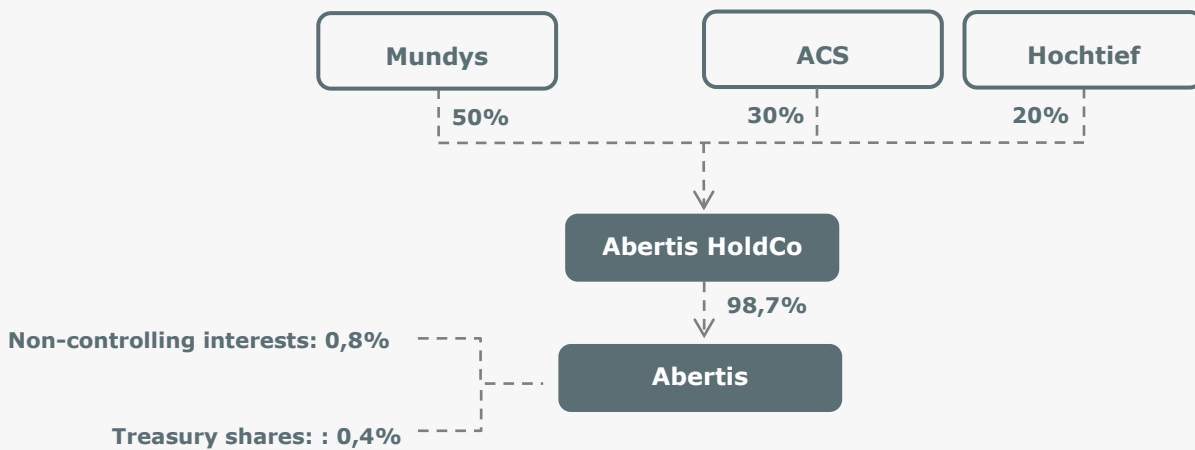 Mundys
ACS
Hochtief
50%
30%
20%
Abertis HoldCo
98,7%
Non-controlling interests: 0,8%
Abertis
Treasury shares: : 0,4%